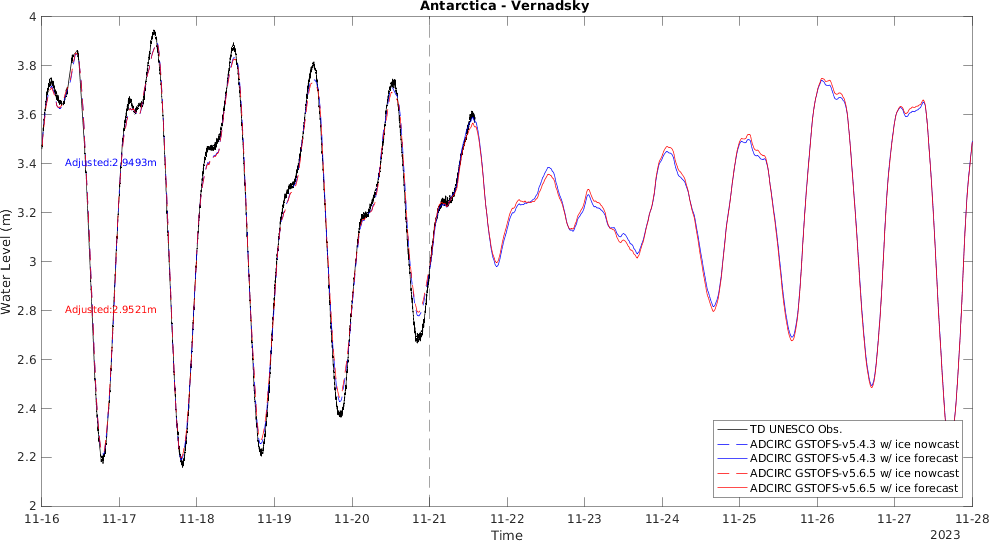 Antarctica - Vernadsky
4
3.8
3.6
3.4
3.2
3
2.8
2.6
2.4
2.2
2
Water Level (m)
Adjusted:2.9493m
Adjusted:2.9521m
TD UNESCO Obs.
ADCIRC GSTOFS-v5.4.3 w/ ice nowcast
ADCIRC GSTOFS-v5.4.3 w/ ice forecast
ADCIRC GSTOFS-v5.6.5 w/ ice nowcast
ADCIRC GSTOFS-v5.6.5 w/ ice forecast
11-16 11-17 11-18 11-19 11-20 11-21 11-22 11-23 11-24 11-25 11-26 11-27 11-28
Time
2023